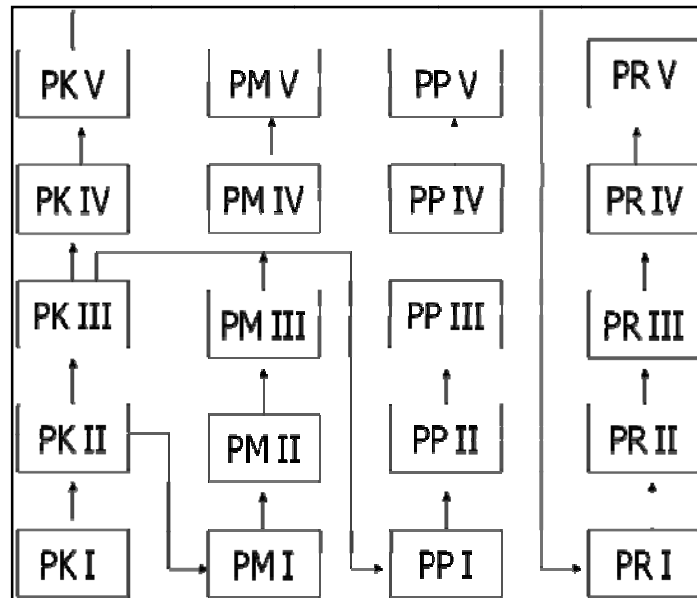 PK V
PM V
PP V
PR V
PK IV
PM IV
PP IV
PR IV
PK III
PM III
PP III
PR III
PK II
PM II
PP II
PR II
PK I
PM I
PP I
PR I